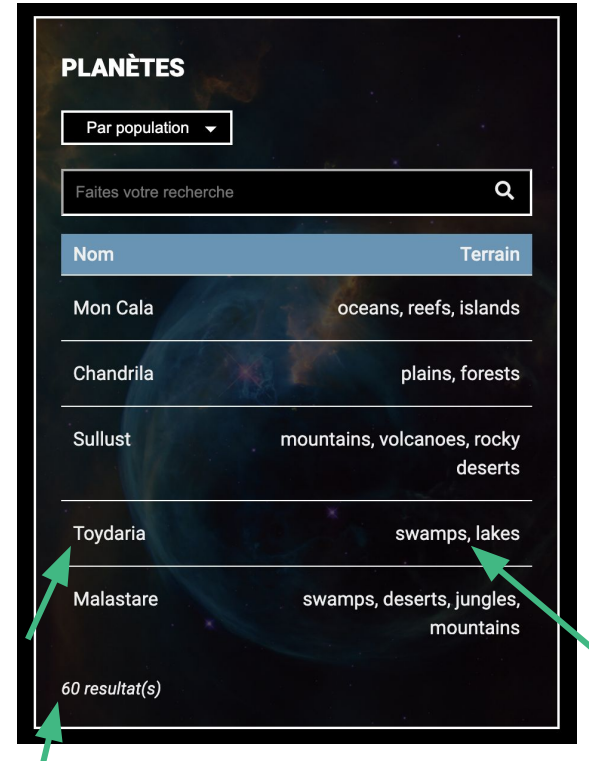 PLANÈTES
Par population
Faites votre recherche
Nom Terrain
Mon Cala oceans, reefs, islands
Chandrila plains, forests
Sullust mountains, volcanoes, rocky
deserts
Toydaria swamps, lakes
Malastare swamps, deserts, jungles,
mountains
60 resultat(s)